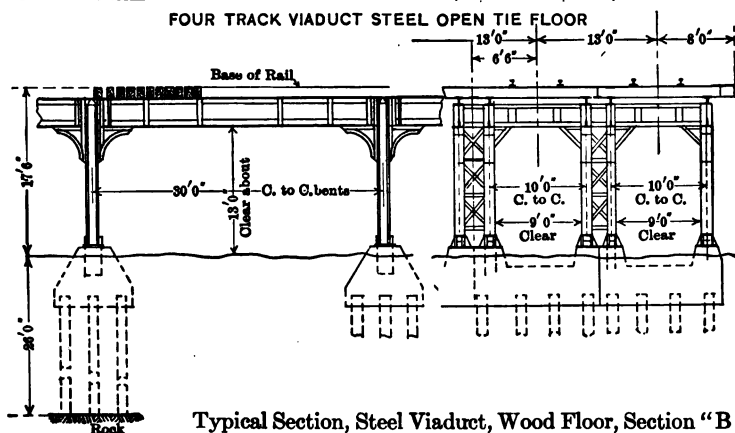 FOUR TRACK VIADUCT STEEL OPEN TIE FLOOR
13′0″ 13′0″ 8′0″
6′6″
Base of Rail
17′6″
30′0″ C. to C. bents
13′0″
Clear about
10′0″ 10′0″
C. to C. C. to C.
9′0″ 9′0″
Clear Clear
26′0″
Rock
Typical Section, Steel Viaduct, Wood Floor, Section "B